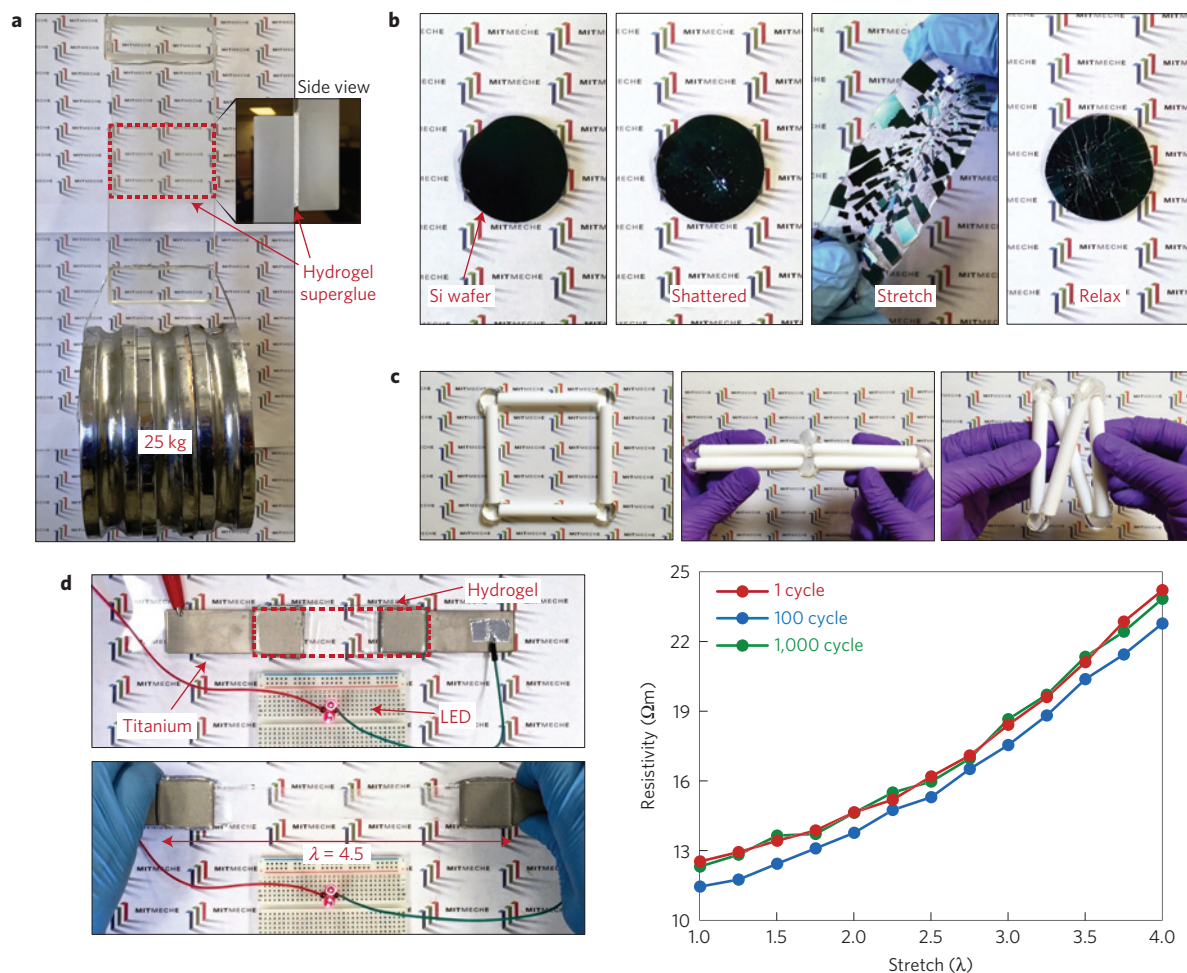 a
Side view
Hydrogel
superglue
25 kg
b
MITMECHE
Si wafer
Shattered
Stretch
Relax
c
d
Hydrogel
Titanium
LED
λ = 4.5
1 cycle
100 cycle
1,000 cycle
Resistivity (Ωm)
25
22
19
16
13
10
1.0 1.5 2.0 2.5 3.0 3.5 4.0
Stretch (λ)